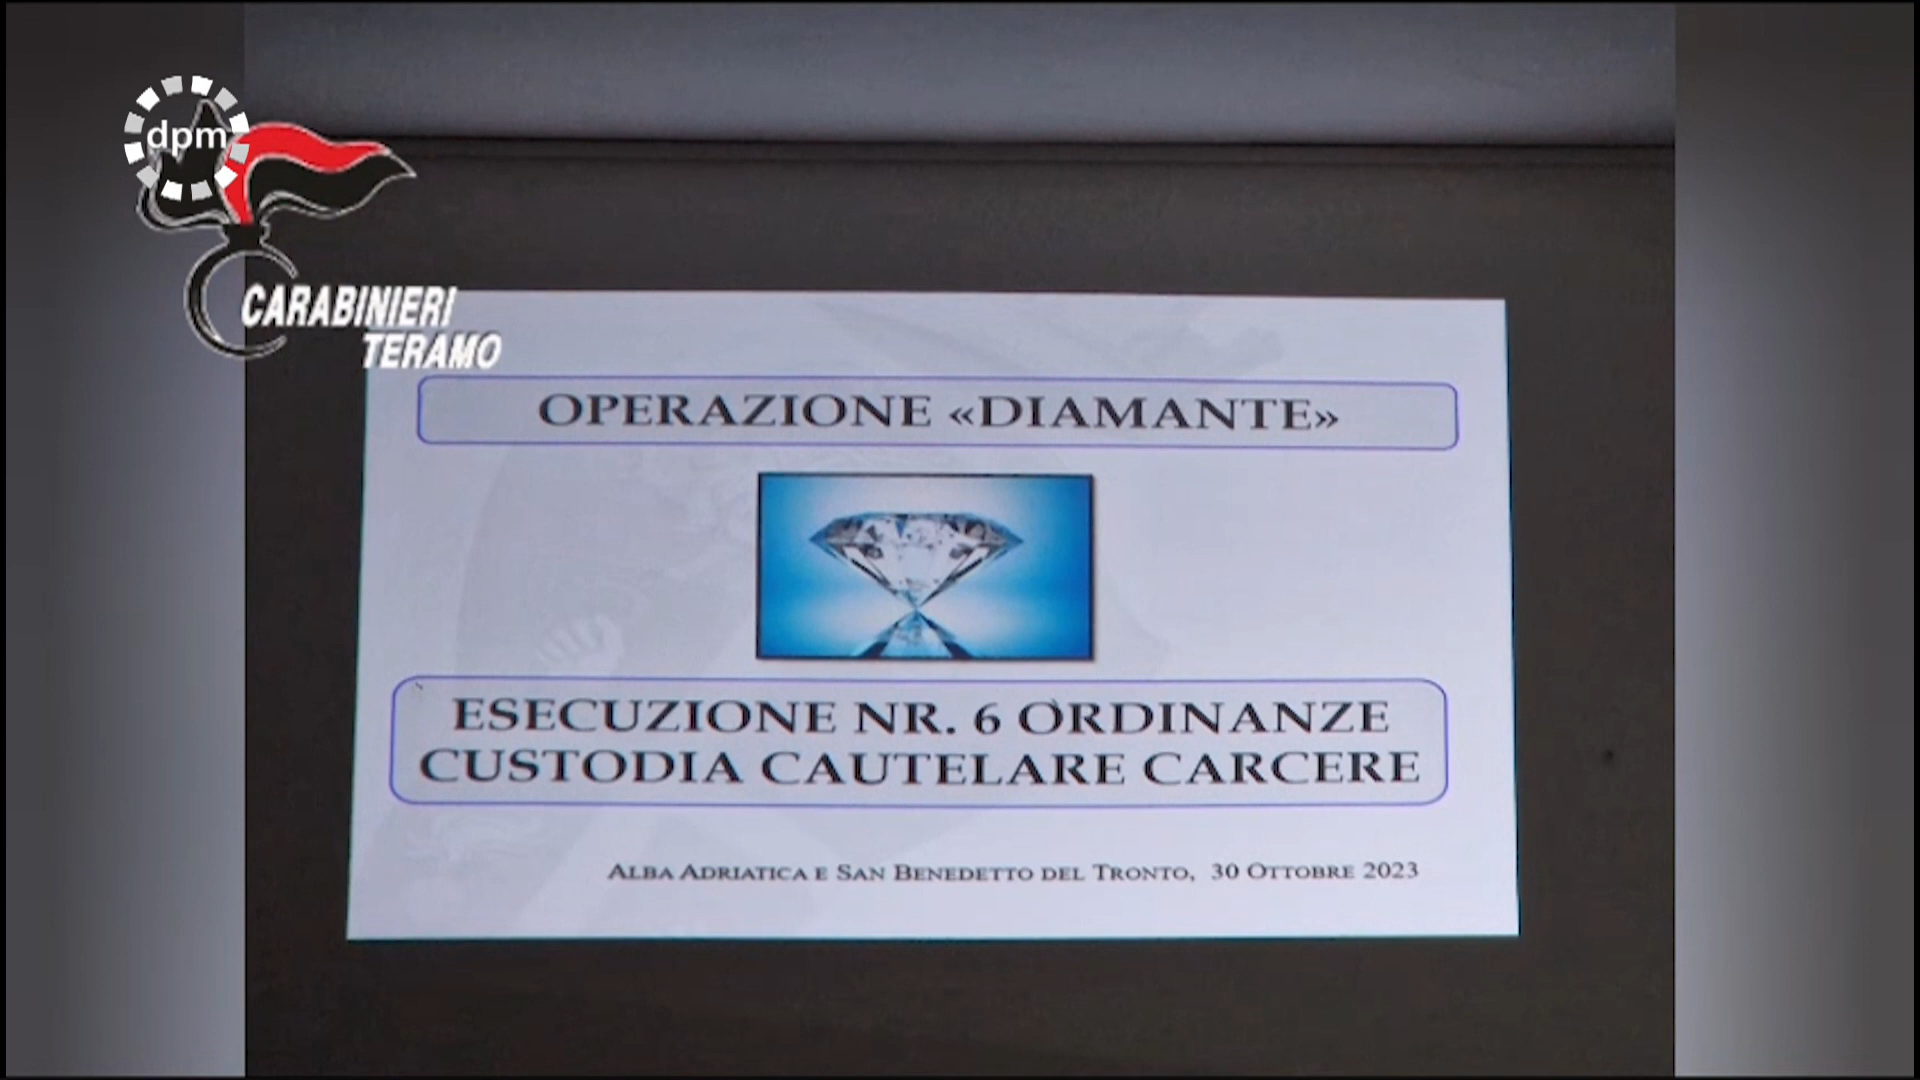 dpm
CARABINIERI
TERAMO
OPERAZIONE «DIAMANTE»
ESECUZIONE NR. 6 ORDINANZE
CUSTODIA CAUTELARE CARCERE
ALBA ADRIATICA E SAN BENEDETTO DEL TRONTO, 30 OTTOBRE 2023